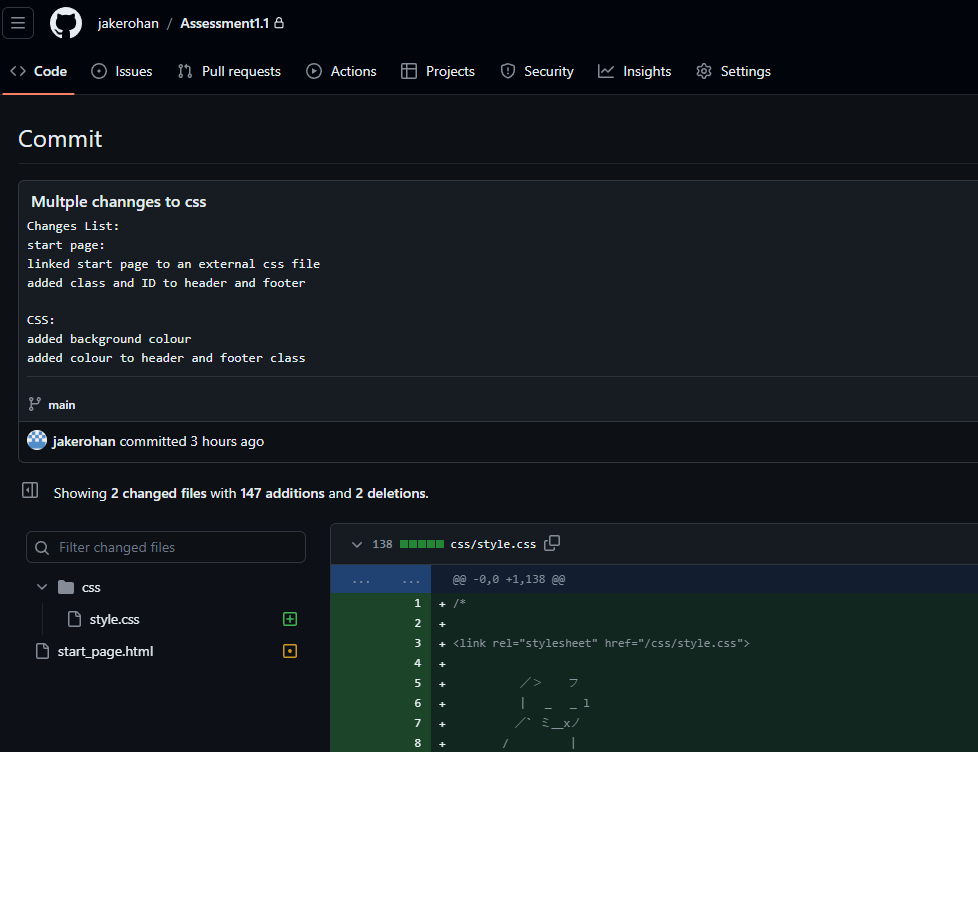 jakerohan / Assessment1.1
Code Issues Pull requests Actions Projects Security Insights Settings
Commit
Multple channges to css
Changes List:
start page:
linked start page to an external css file
added class and ID to header and footer
CSS:
added background colour
added colour to header and footer class
main
jakerohan committed 3 hours ago
Showing 2 changed files with 147 additions and 2 deletions.
Filter changed files
css
style.css
start_page.html
138 css/style.css
... ... @@ -0,0 +1,138 @@
1 + /*
2 +
3 + <link rel="stylesheet" href="/css/style.css">
4 +
5 + ／＞　 フ
6 + | _ _ l
7 + ／` ミ__xノ
8 + / |